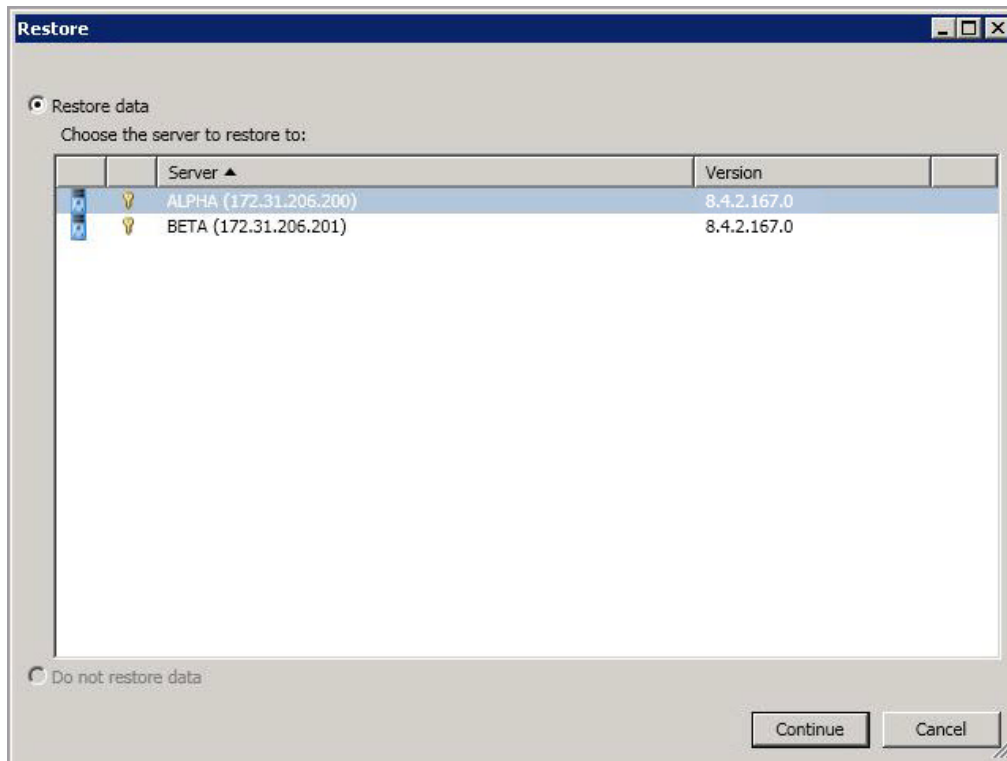 Restore
Restore data
Choose the server to restore to:
Server Version
ALPHA (172.31.206.200) 8.4.2.167.0
BETA (172.31.206.201) 8.4.2.167.0
Do not restore data
Continue Cancel